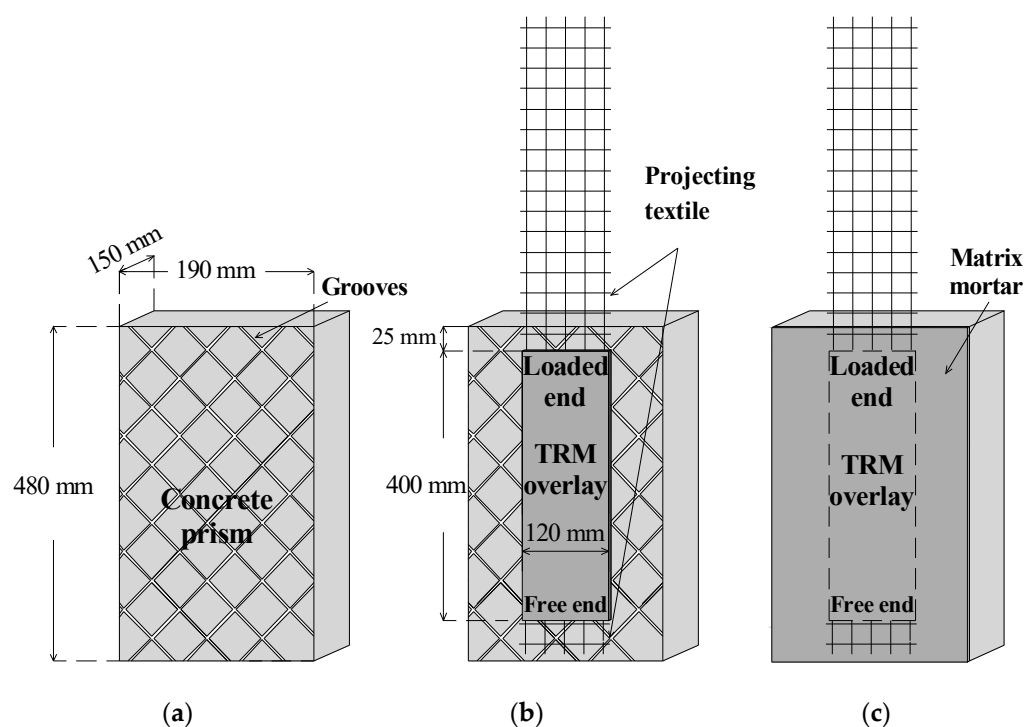 150 mm
190 mm
Grooves
480 mm
Concrete
prism
(a)
Projecting
textile
25 mm
Loaded
end
TRM
overlay
400 mm
120 mm
Free end
(b)
Matrix
mortar
Loaded
end
TRM
overlay
Free end
(c)